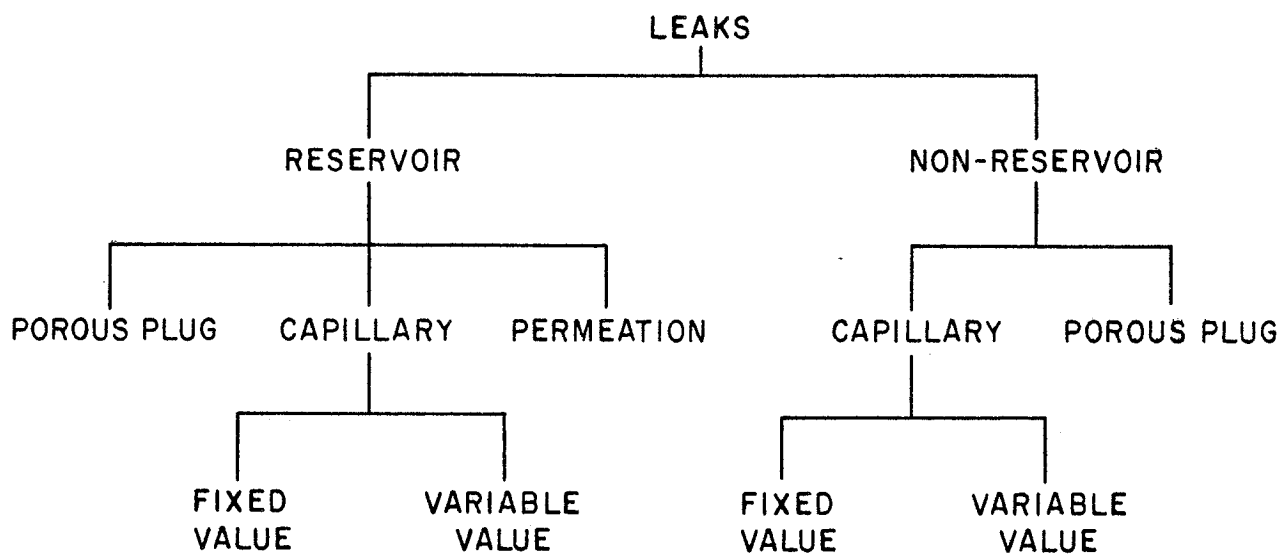 LEAKS
RESERVOIR
NON-RESERVOIR
POROUS PLUG
CAPILLARY
PERMEATION
CAPILLARY
POROUS PLUG
FIXED
VALUE
VARIABLE
VALUE
FIXED
VALUE
VARIABLE
VALUE